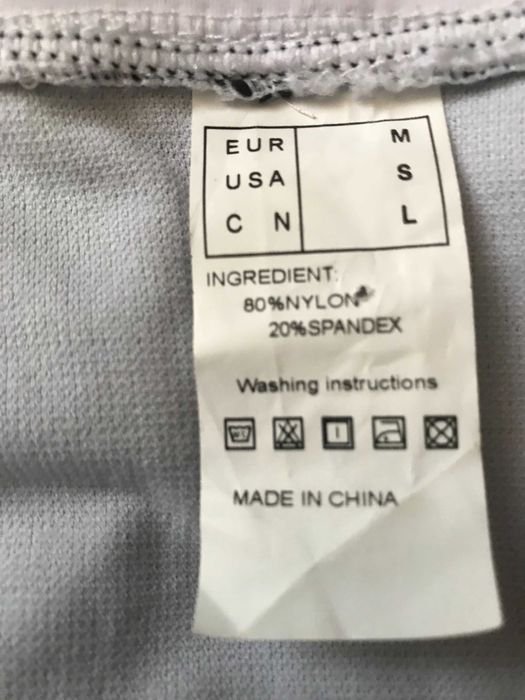 EUR M
USA S
C N L
INGREDIENT:
80%NYLON
20%SPANDEX
Washing instructions
MADE IN CHINA